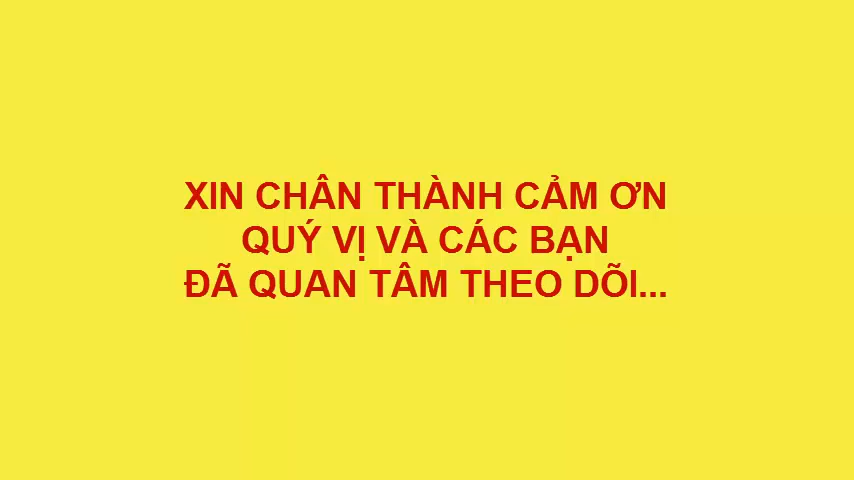 XIN CHÂN THÀNH CẢM ƠN
QUÝ VỊ VÀ CÁC BẠN
ĐÃ QUAN TÂM THEO DÕI...